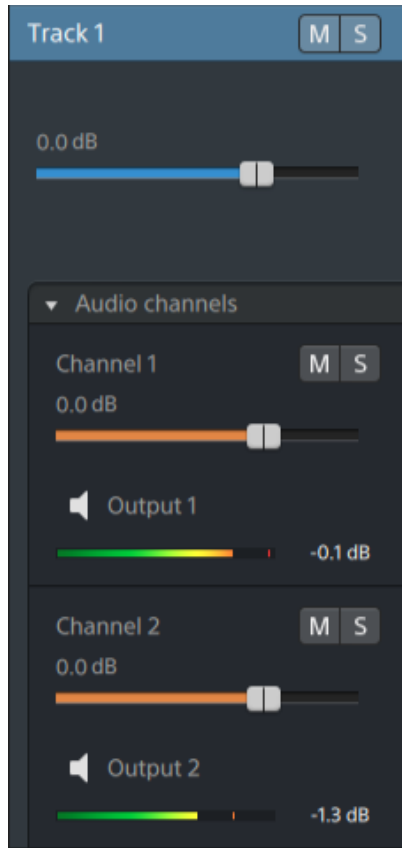 Track 1 M S
0.0 dB
Audio channels
Channel 1 M S
0.0 dB
Output 1
-0.1 dB
Channel 2 M S
0.0 dB
Output 2
-1.3 dB